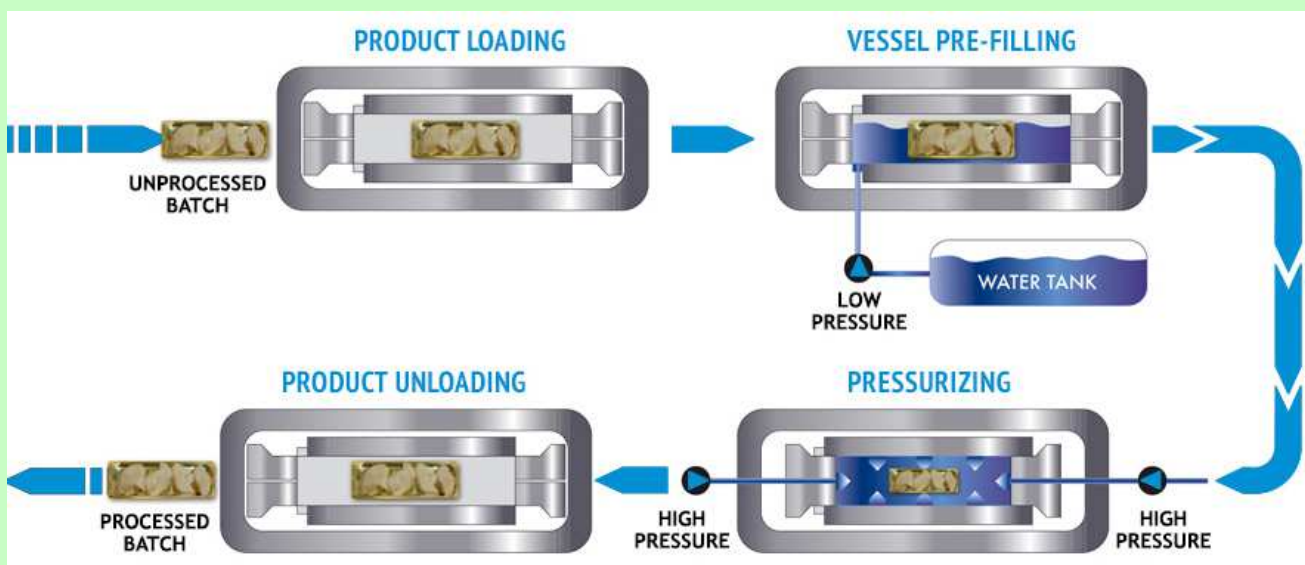 PRODUCT LOADING
VESSEL PRE-FILLING
UNPROCESSED
BATCH
WATER TANK
LOW
PRESSURE
PRODUCT UNLOADING
PRESSURIZING
PROCESSED
BATCH
HIGH
PRESSURE
HIGH
PRESSURE